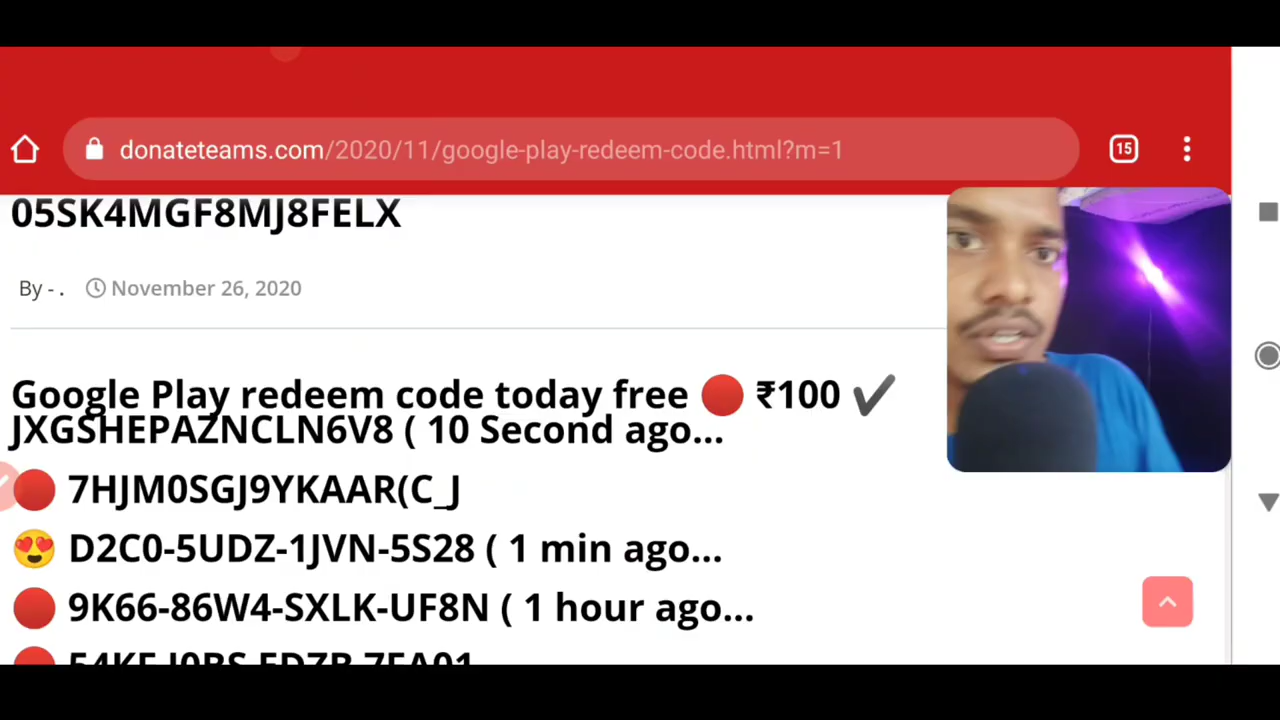 donateteams.com/2020/11/google-play-redeem-code.html?m=1
15
05SK4MGF8MJ8FELX
By - . November 26, 2020
Google Play redeem code today free 🔴 ₹100 ✔
JXGSHEPAZNCLN6V8 ( 10 Second ago...
🔴 7HJM0SGJ9YKAAR(C_J
😍 D2C0-5UDZ-1JVN-5S28 ( 1 min ago...
🔴 9K66-86W4-SXLK-UF8N ( 1 hour ago...